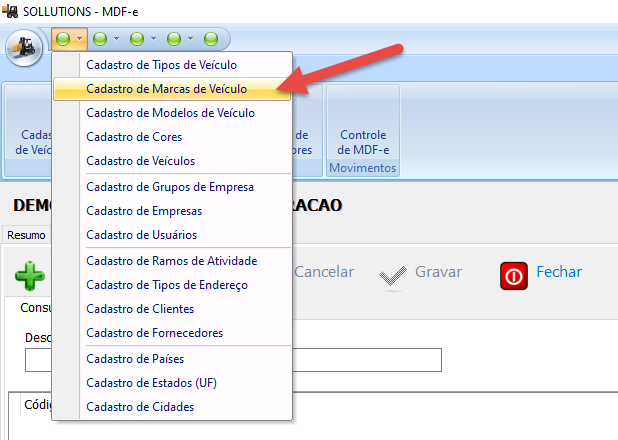 SOLLUTIONS - MDF-e
Cadastro de Tipos de Veículo
Cadastro de Marcas de Veículo
Cadastro de Modelos de Veículo
Cadastro de Cores
Cadastro de Veículos
Cadastro de Grupos de Empresa
Cadastro de Empresas
Cadastro de Usuários
Cadastro de Ramos de Atividade
Cadastro de Tipos de Endereço
Cadastro de Clientes
Cadastro de Fornecedores
Cadastro de Países
Cadastro de Estados (UF)
Cadastro de Cidades
Cadas
de Veíc
de
ores
Controle
de MDF-e
Movimentos
DEMO
RACAO
Resumo
Cancelar
Gravar
Fechar
Consu
Desc
Códig